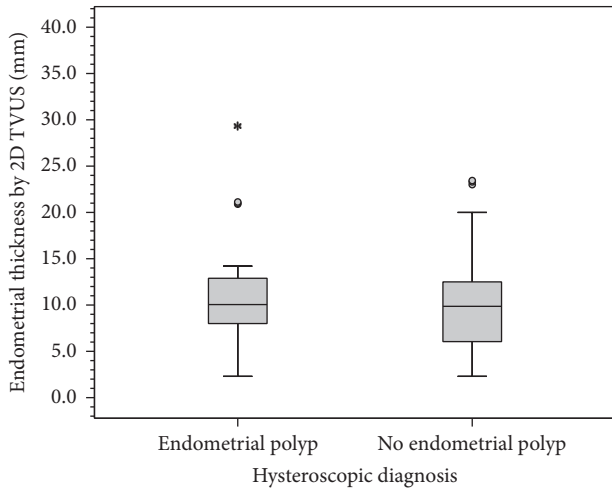 Endometrial thickness by 2D TVUS (mm)
40.0
35.0
30.0
25.0
20.0
15.0
10.0
5.0
0.0
Endometrial polyp
No endometrial polyp
Hysteroscopic diagnosis